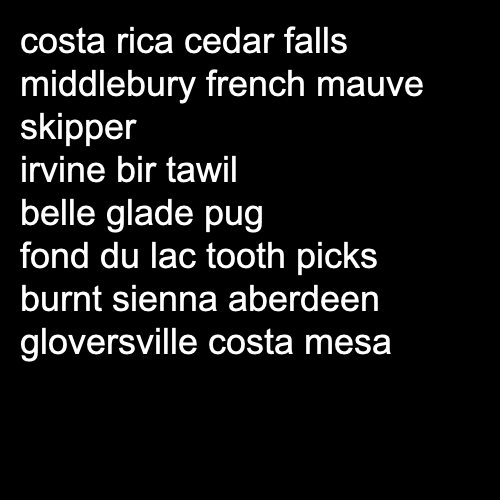 costa rica cedar falls
middlebury french mauve
skipper
irvine bir tawil
belle glade pug
fond du lac tooth picks
burnt sienna aberdeen
gloversville costa mesa